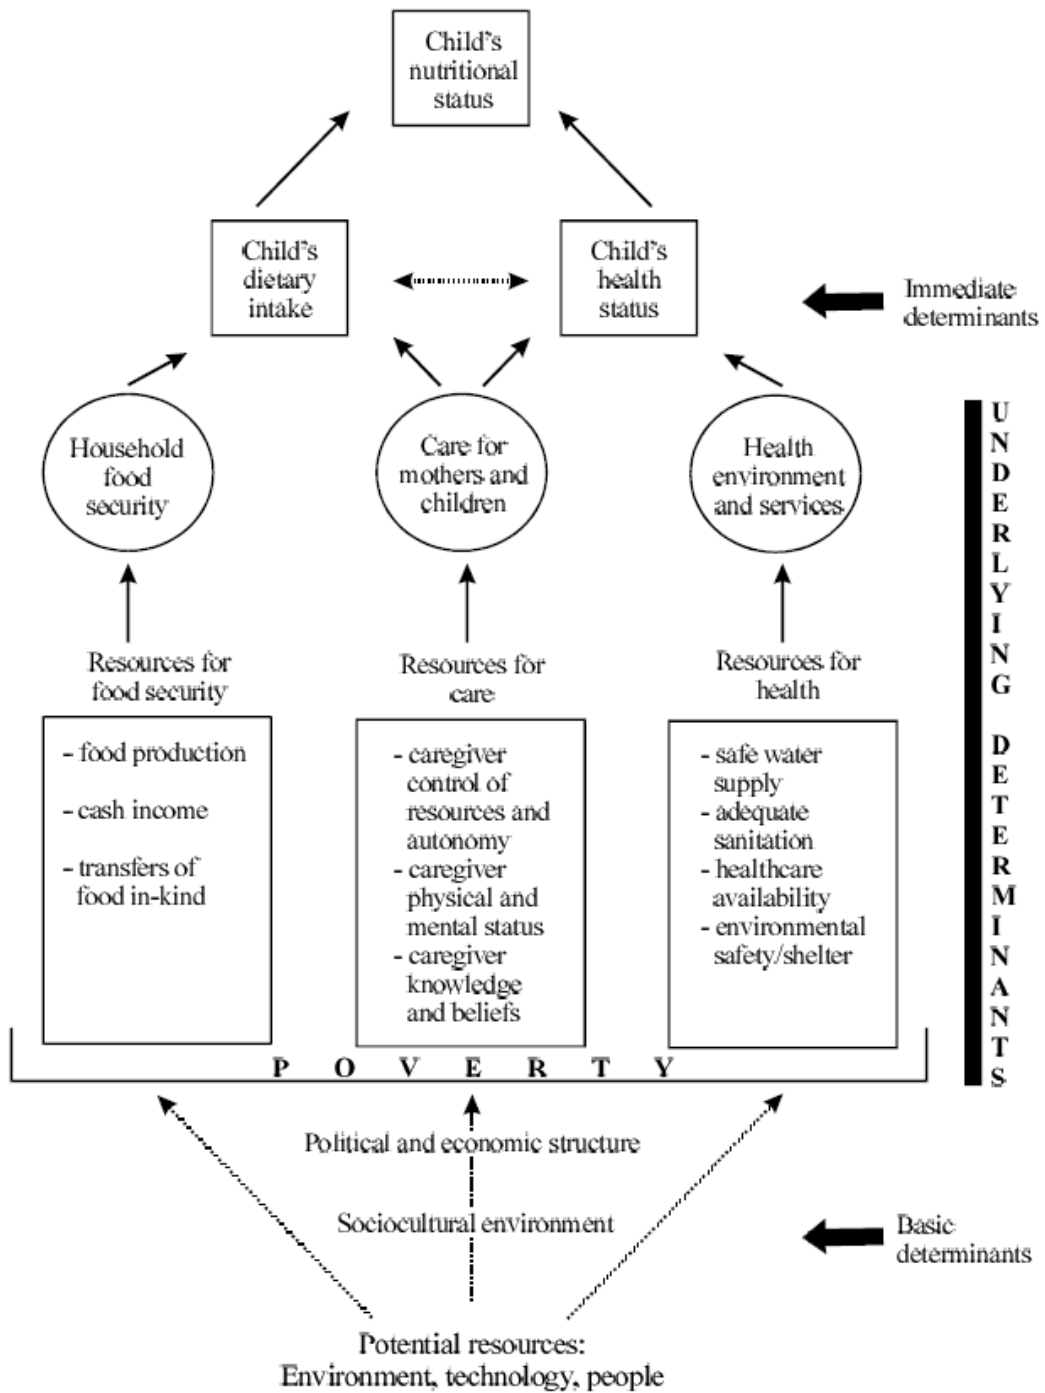 Child's
nutritional
status
Child's
dietary
intake
Child's
health
status
Immediate
determinants
Household
food
security
Care for
mothers and
children
Health
environment
and services
Resources for
food security
Resources for
care
Resources for
health
- food production
- cash income
- transfers of
food in-kind
- caregiver
control of
resources and
autonomy
- caregiver
physical and
mental status
- caregiver
knowledge
and beliefs
- safe water
supply
- adequate
sanitation
- healthcare
availability
- environmental
safety/shelter
UNDERLYING DETERMINANTS
POVERTY
Political and economic structure
Sociocultural environment
Basic
determinants
Potential resources:
Environment, technology, people